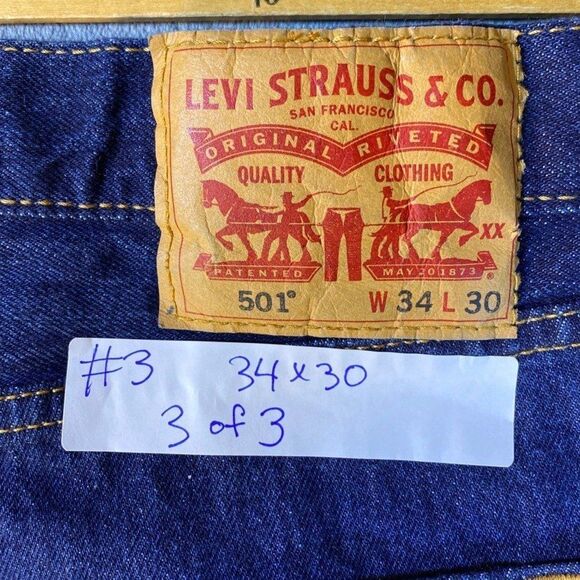 LEVI STRAUSS & CO.
SAN FRANCISCO
CAL.
ORIGINAL RIVETED
QUALITY CLOTHING
XX
PATENTED MAY 20 1873 ®
501® W 34 L 30
#3 34x30
3 of 3